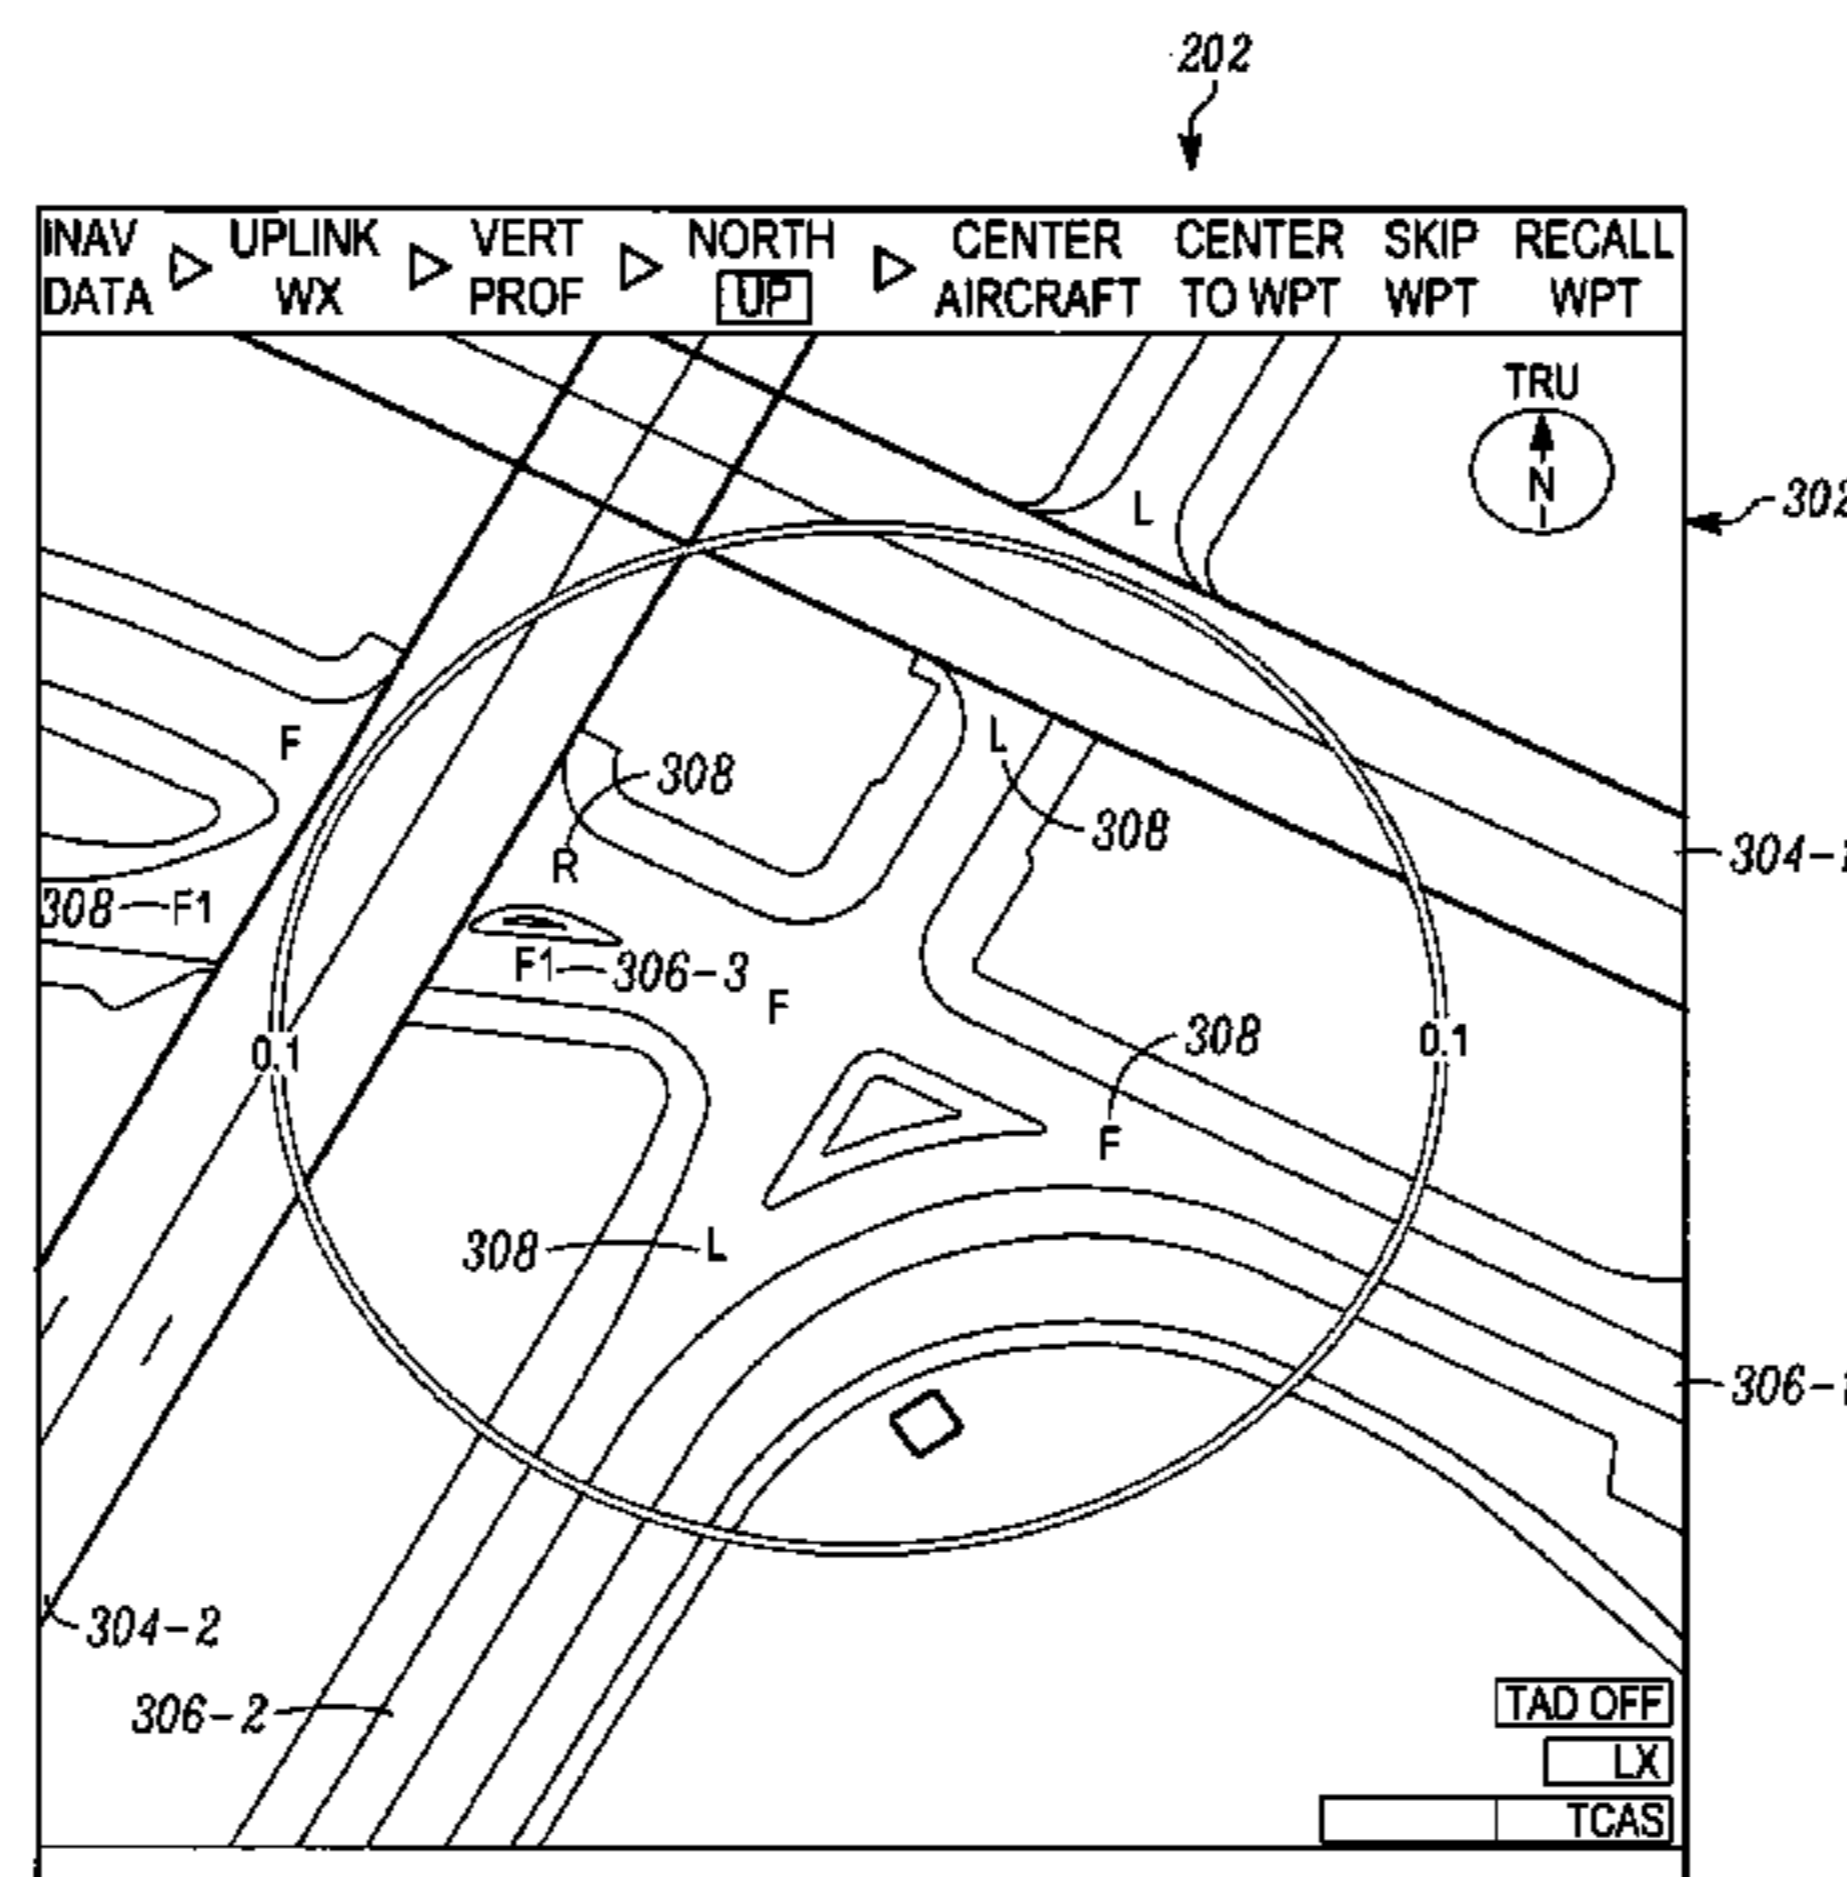 202
INAV DATA
UPLINK WX
VERT PROF
NORTH UP
CENTER AIRCRAFT
CENTER TO WPT
SKIP WPT
RECALL WPT
TRU
N
302
L
F
L
308
308
R
304-1
308
F1
F1
306-3
F
308
0.1
0.1
F
308
L
306-1
304-2
306-2
TAD OFF
LX
TCAS